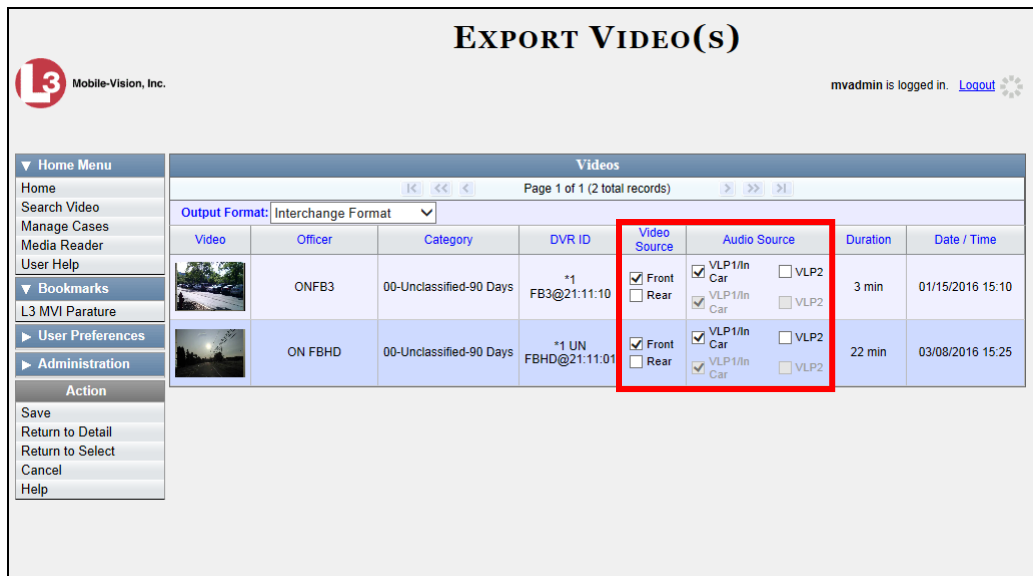 EXPORT VIDEO(S)
L3 Mobile-Vision, Inc.
mvadmin is logged in. Logout
▼ Home Menu
Home
Search Video
Manage Cases
Media Reader
User Help
▼ Bookmarks
L3 MVI Parature
▶ User Preferences
▶ Administration
Action
Save
Return to Detail
Return to Select
Cancel
Help
Videos
|< << < Page 1 of 1 (2 total records) > >> >|
Output Format: Interchange Format
Video Officer Category DVR ID Video Source Audio Source Duration Date / Time
ONFB3 00-Unclassified-90 Days *1 FB3@21:11:10 Front Rear VLP1/In Car VLP2 VLP1/In Car VLP2 3 min 01/15/2016 15:10
ON FBHD 00-Unclassified-90 Days *1 UN FBHD@21:11:01 Front Rear VLP1/In Car VLP2 VLP1/In Car VLP2 22 min 03/08/2016 15:25